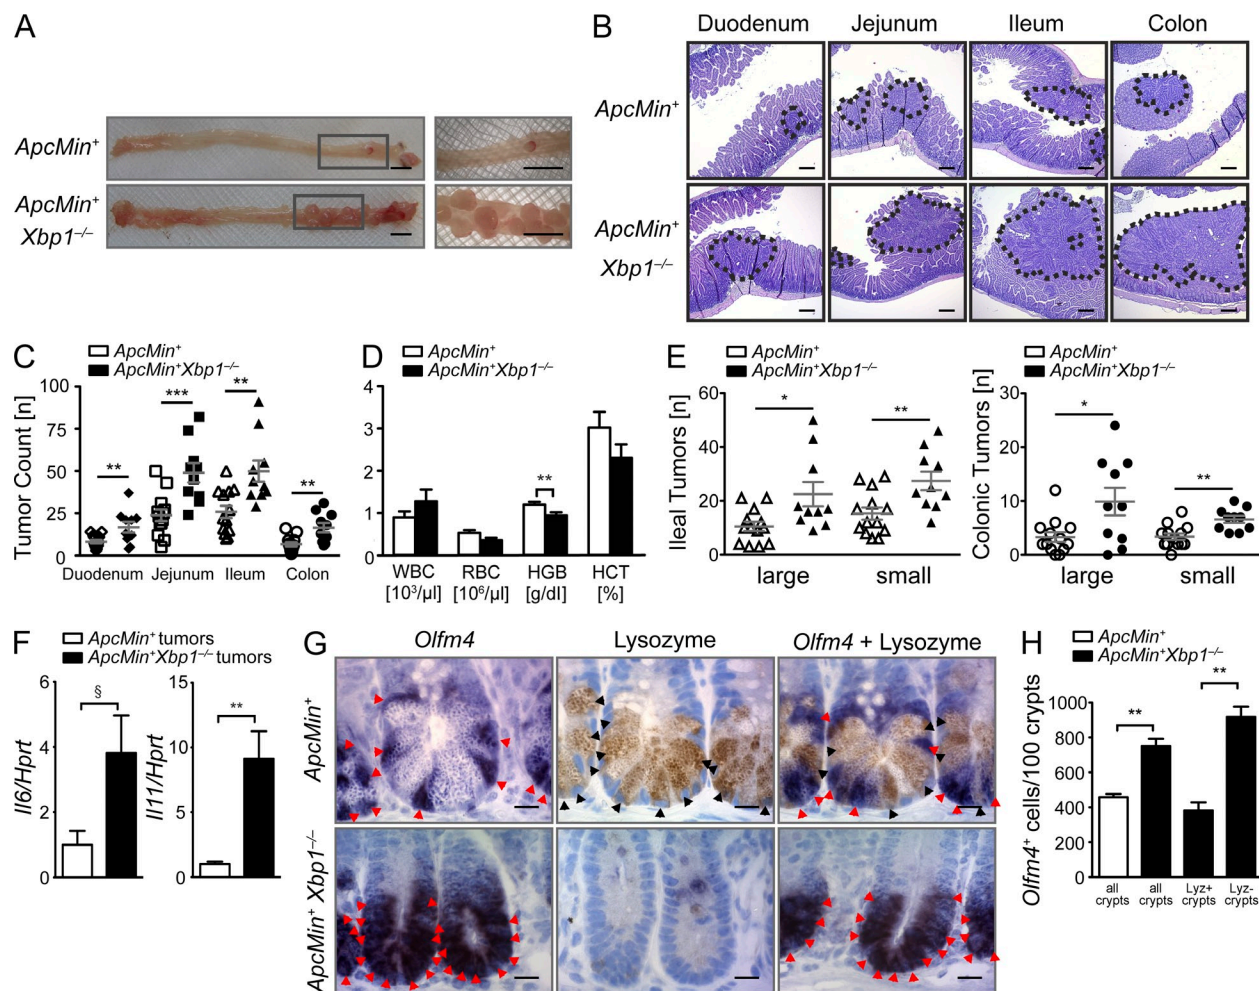 A
ApcMin⁺
ApcMin⁺
Xbp1⁻/⁻
B
Duodenum Jejunum Ileum Colon
ApcMin⁺
ApcMin⁺
Xbp1⁻/⁻
C
ApcMin⁺
ApcMin⁺Xbp1⁻/⁻
Tumor Count [n]
100
75
50
25
0
** *** ** **
Duodenum Jejunum Ileum Colon
D
ApcMin⁺
ApcMin⁺Xbp1⁻/⁻
4
3
2
1
0
**
WBC RBC HGB HCT
[10³/µl] [10⁶/µl] [g/dl] [%]
E
ApcMin⁺
ApcMin⁺Xbp1⁻/⁻
Ileal Tumors [n]
60
40
20
0
* **
large small
ApcMin⁺
ApcMin⁺Xbp1⁻/⁻
Colonic Tumors [n]
30
20
10
0
* **
large small
F
ApcMin⁺ tumors
ApcMin⁺Xbp1⁻/⁻ tumors
Il6/Hprt
6
4
2
0
§
Il11/Hprt
15
10
5
0
**
G
Olfm4 Lysozyme Olfm4 + Lysozyme
ApcMin⁺
ApcMin⁺ Xbp1⁻/⁻
H
ApcMin⁺
ApcMin⁺Xbp1⁻/⁻
Olfm4⁺ cells/100 crypts
1000
800
600
400
200
0
** **
all all Lyz+ Lyz-
crypts crypts crypts crypts